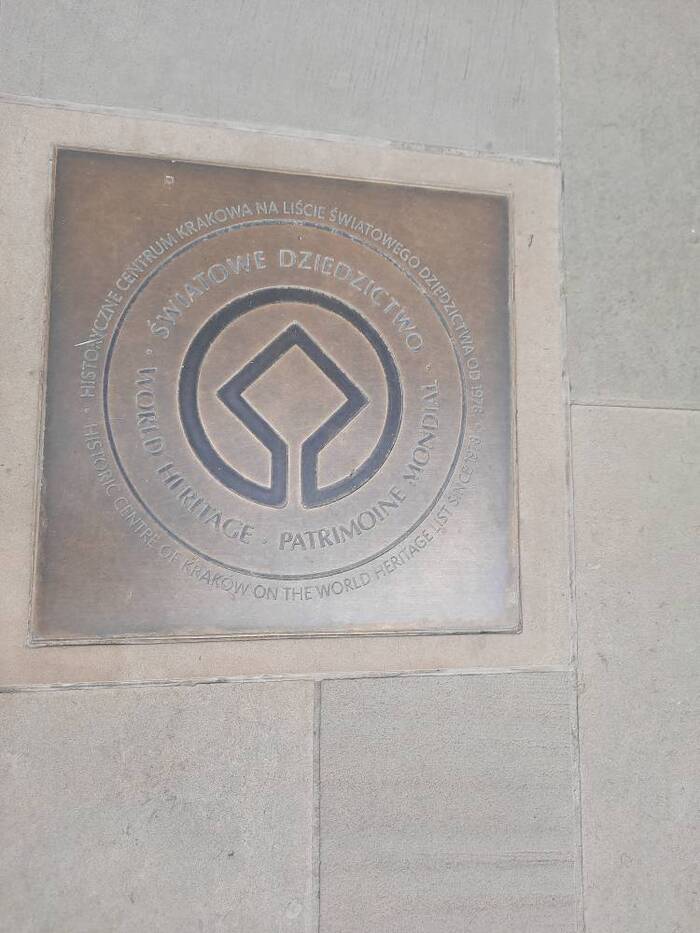 HISTORYCZNE CENTRUM KRAKOWA NA LIŚCIE ŚWIATOWEGO DZIEDZICTWA OD 1978
HISTORIC CENTRE OF KRAKÓW ON THE WORLD HERITAGE LIST SINCE 1978
ŚWIATOWE DZIEDZICTWO
WORLD HERITAGE · PATRIMOINE MONDIAL